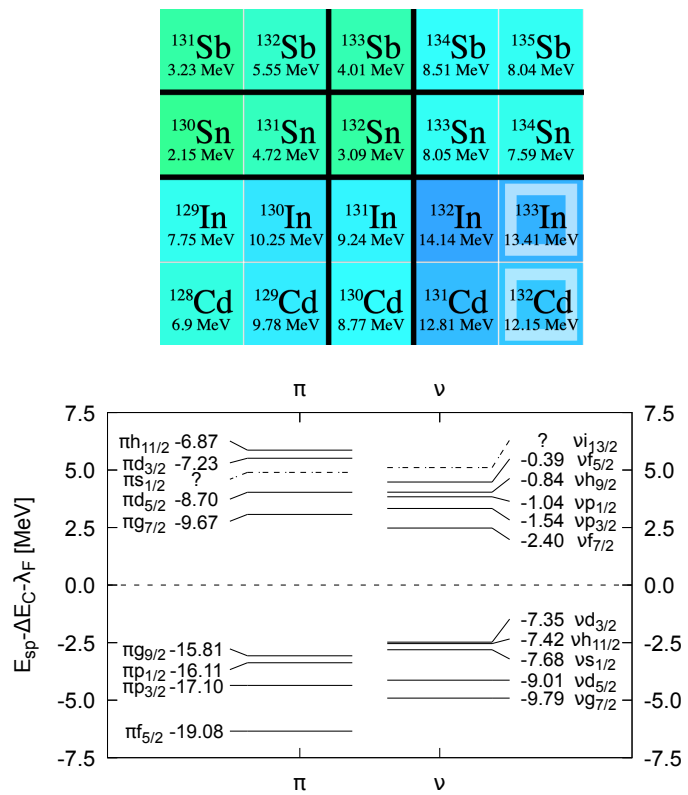 131Sb 132Sb 133Sb 134Sb 135Sb
3.23 MeV 5.55 MeV 4.01 MeV 8.51 MeV 8.04 MeV
130Sn 131Sn 132Sn 133Sn 134Sn
2.15 MeV 4.72 MeV 3.09 MeV 8.05 MeV 7.59 MeV
129In 130In 131In 132In 133In
7.75 MeV 10.25 MeV 9.24 MeV 14.14 MeV 13.41 MeV
128Cd 129Cd 130Cd 131Cd 132Cd
6.9 MeV 9.78 MeV 8.77 MeV 12.81 MeV 12.15 MeV
π ν
7.5 7.5
5.0 5.0
2.5 2.5
0.0 0.0
-2.5 -2.5
-5.0 -5.0
-7.5 -7.5
E_sp-ΔE_C-λ_F [MeV]
πh11/2 -6.87
πd3/2 -7.23
πs1/2 ?
πd5/2 -8.70
πg7/2 -9.67
πg9/2 -15.81
πp1/2 -16.11
πp3/2 -17.10
πf5/2 -19.08
? νi13/2
-0.39 νf5/2
-0.84 νh9/2
-1.04 νp1/2
-1.54 νp3/2
-2.40 νf7/2
-7.35 νd3/2
-7.42 νh11/2
-7.68 νs1/2
-9.01 νd5/2
-9.79 νg7/2
π ν